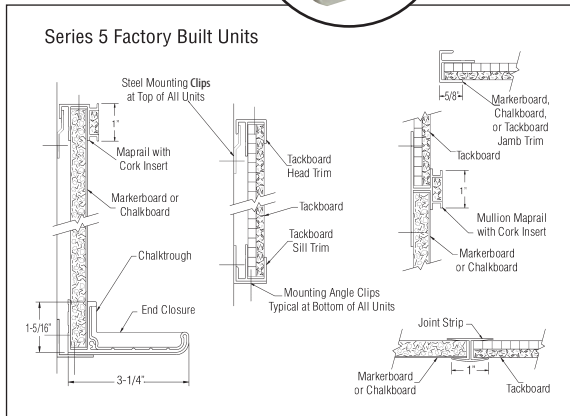 Series 5 Factory Built Units
Steel Mounting Clips
at Top of All Units
1"
Maprail with
Cork Insert
Markerboard or
Chalkboard
Chalktrough
End Closure
1-5/16"
3-1/4"
Tackboard
Head Trim
Tackboard
Tackboard
Sill Trim
Mounting Angle Clips
Typical at Bottom of All Units
5/8"
Markerboard,
Chalkboard,
or Tackboard
Jamb Trim
Tackboard
1"
Mullion Maprail
with Cork Insert
Markerboard
or Chalkboard
Joint Strip
1"
Markerboard
or Chalkboard
Tackboard